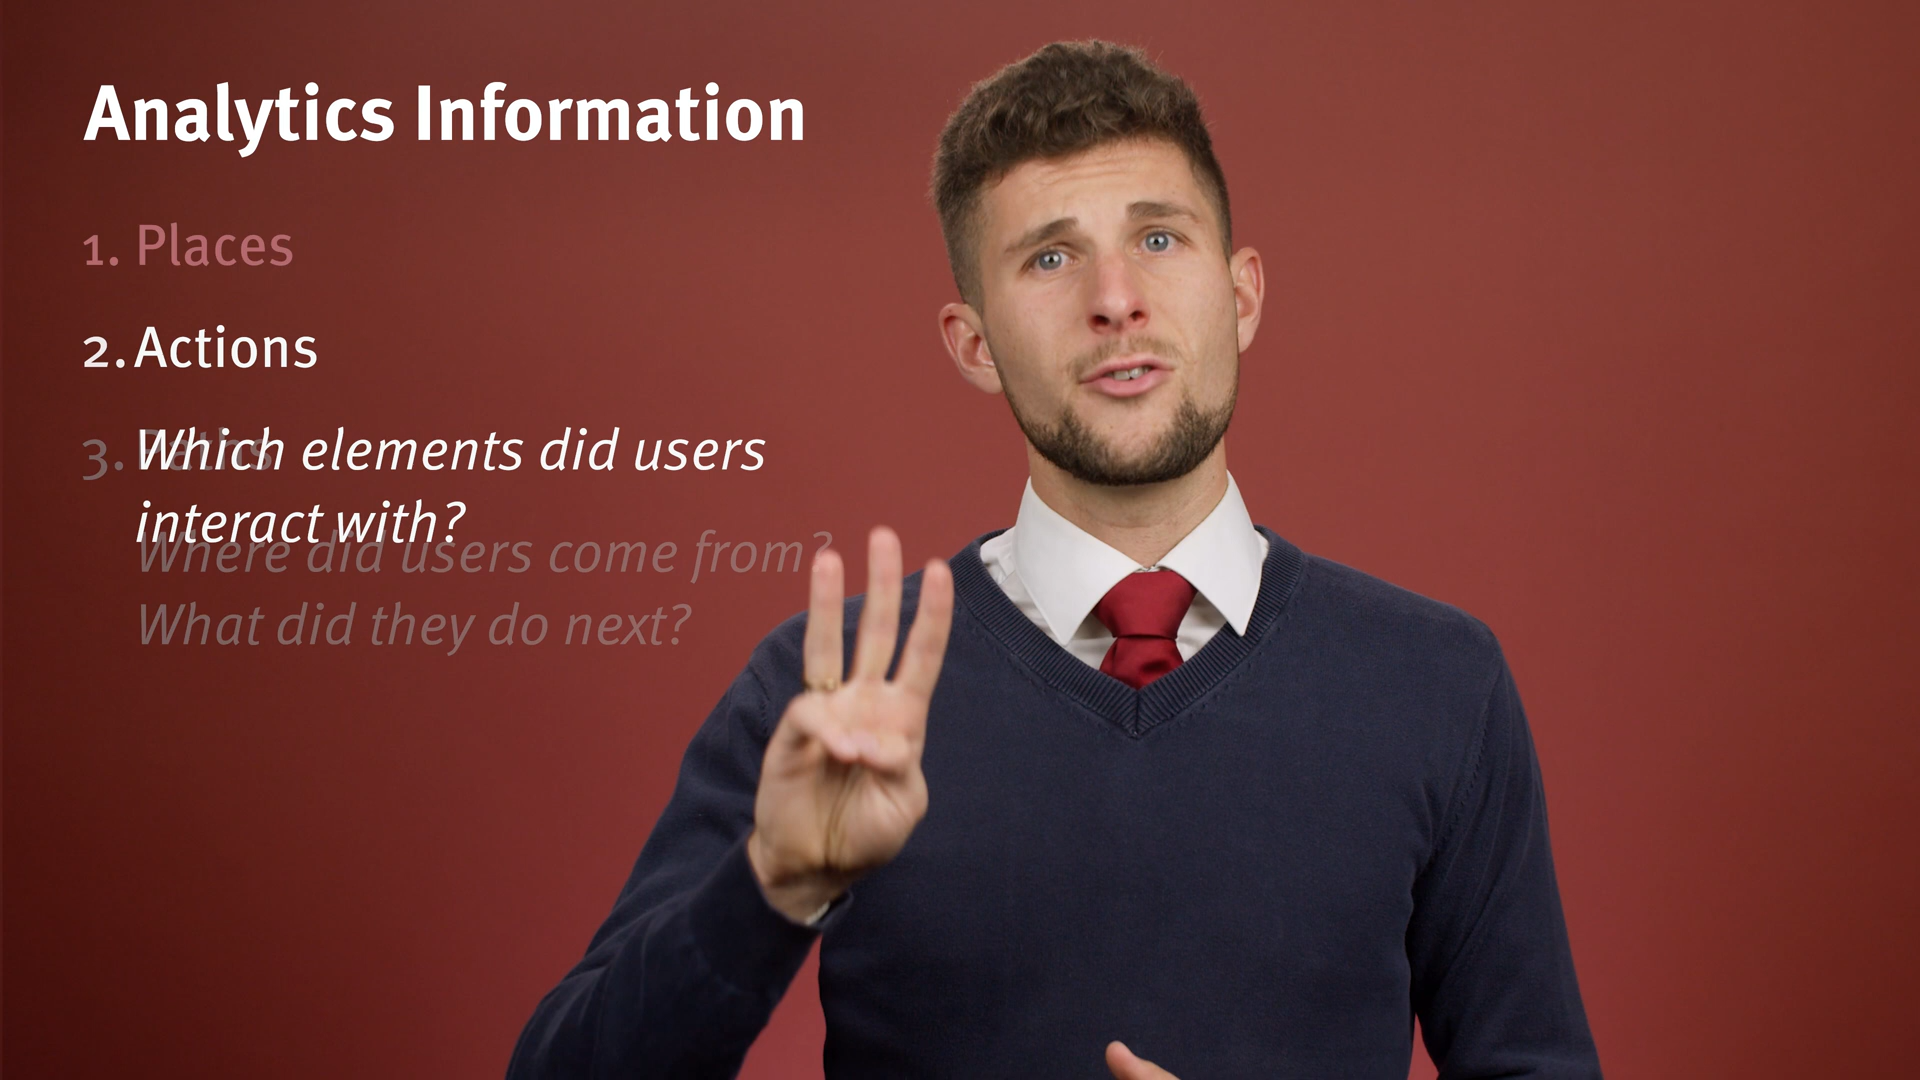 Analytics Information
1. Places
2. Actions
3. Paths
Which elements did users
interact with?
Where did users come from?
What did they do next?